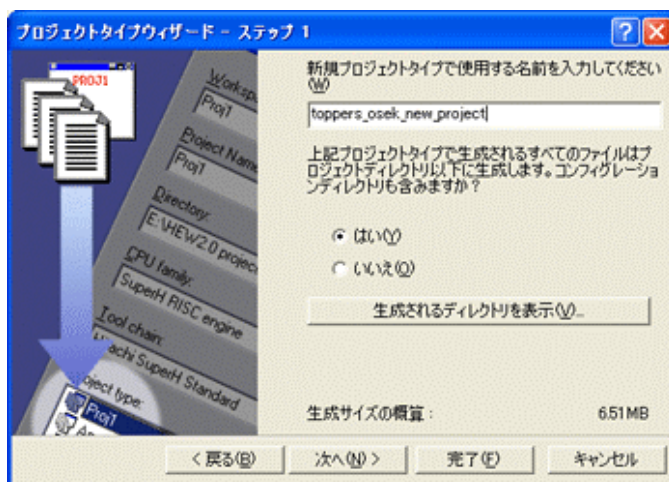 プロジェクトタイプウィザード - ステップ 1
PROJ1
Workspa
Proj1
Project Name
Proj1
Directory:
E:\HEW2.0 projec
CPU family:
SuperH RISC engine
Tool chain:
Hitachi SuperH Standard
oject type:
Proj1
新規プロジェクトタイプで使用する名前を入力してください
(W)
toppers_osek_new_project
上記プロジェクトタイプで生成されるすべてのファイルはプ
ロジェクトディレクトリ以下に生成します。コンフィグレーショ
ンディレクトリも含みますか？
はい(Y)
いいえ(O)
生成されるディレクトリを表示(V)...
生成サイズの概算： 6.51MB
< 戻る(B)
次へ(N) >
完了(F)
キャンセル